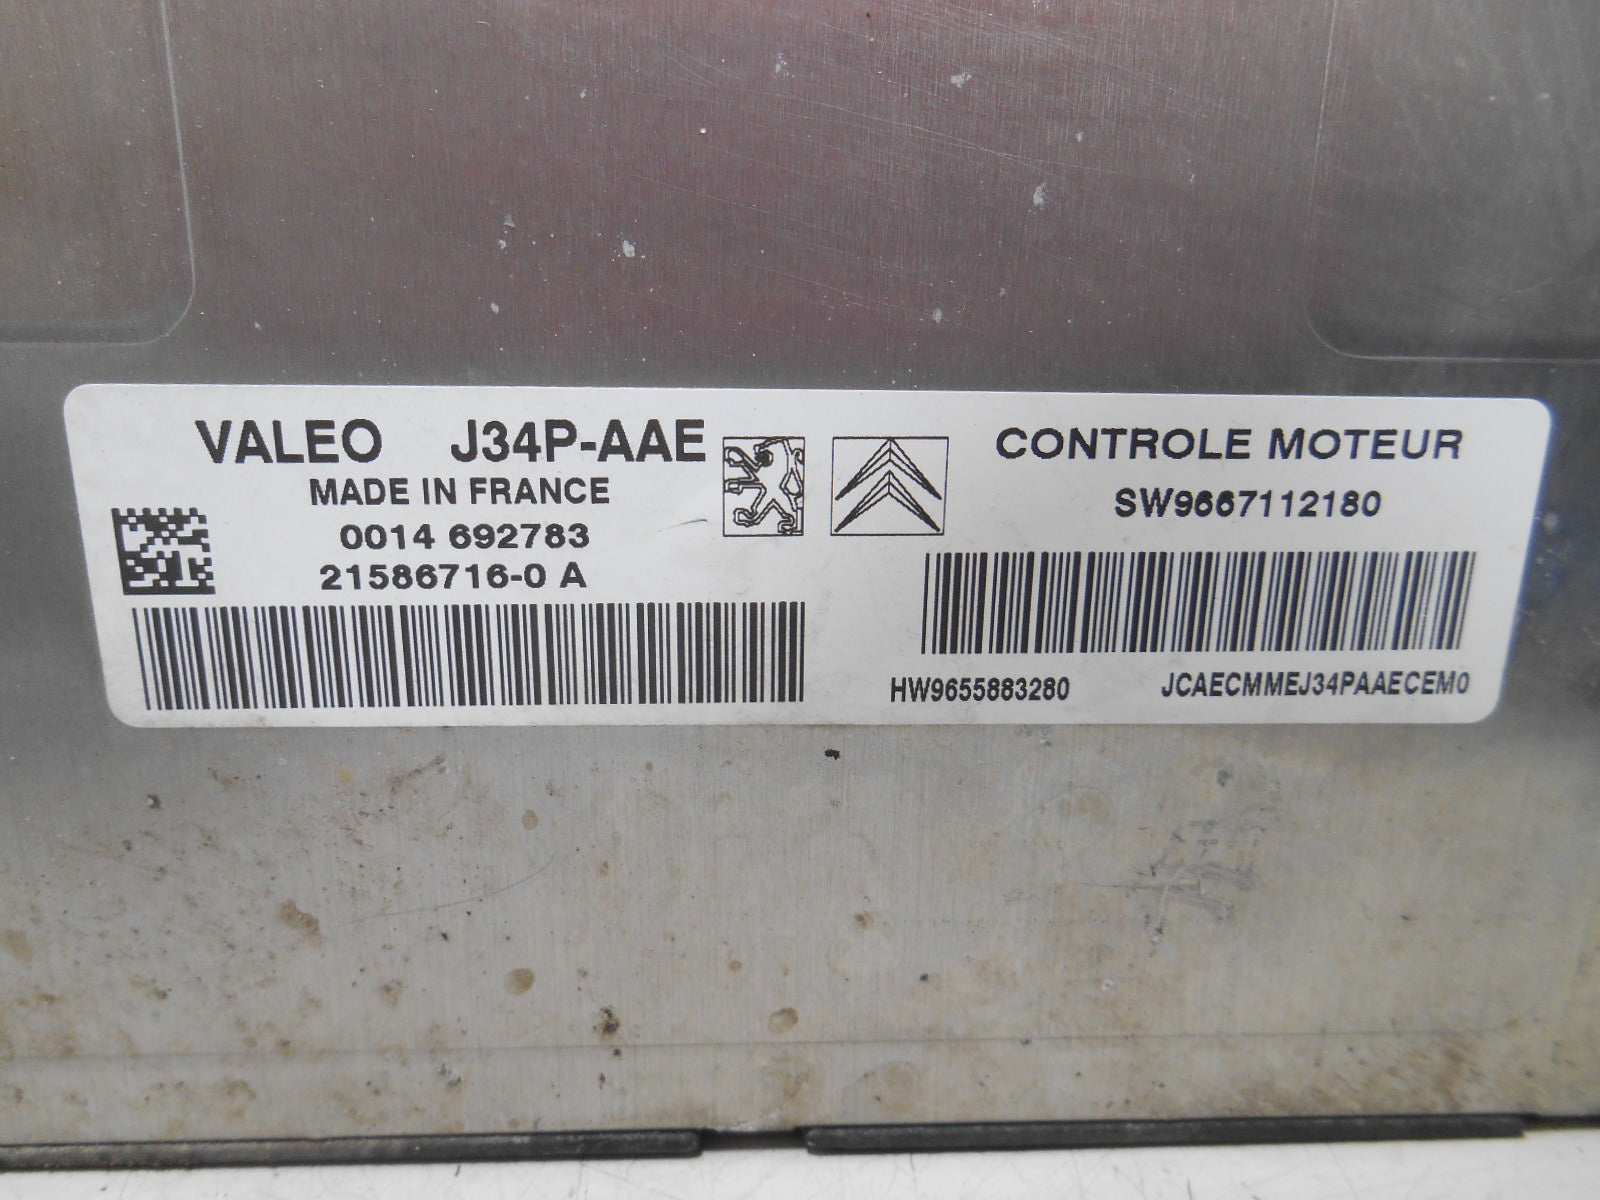 VALEO J34P-AAE
MADE IN FRANCE
0014 692783
21586716-0 A
CONTROLE MOTEUR
SW9667112180
HW9655883280 JCAECMMEJ34PAAECEM0